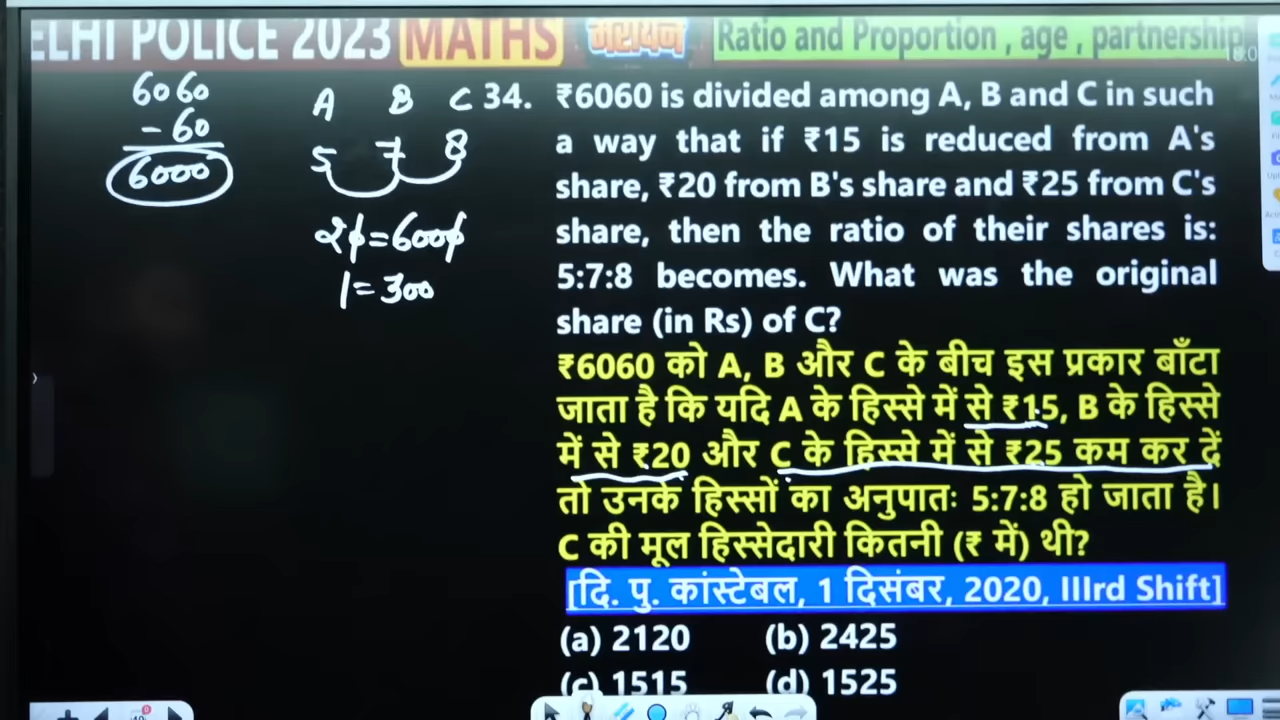 ELHI POLICE 2023 MATHS Ratio and Proportion , age , partnership
6060
- 60
6000
A B C
5 7 8
20 = 6000
1 = 300
34. ₹6060 is divided among A, B and C in such
a way that if ₹15 is reduced from A's
share, ₹20 from B's share and ₹25 from C's
share, then the ratio of their shares is:
5:7:8 becomes. What was the original
share (in Rs) of C?
₹6060 को A, B और C के बीच इस प्रकार बाँटा
जाता है कि यदि A के हिस्से में से ₹15, B के हिस्से
में से ₹20 और C के हिस्से में से ₹25 कम कर दें
तो उनके हिस्सों का अनुपातः 5:7:8 हो जाता है।
C की मूल हिस्सेदारी कितनी (₹ में) थी?
[दि. पु. कांस्टेबल, 1 दिसंबर, 2020, IIIrd Shift]
(a) 2120 (b) 2425
(c) 1515 (d) 1525